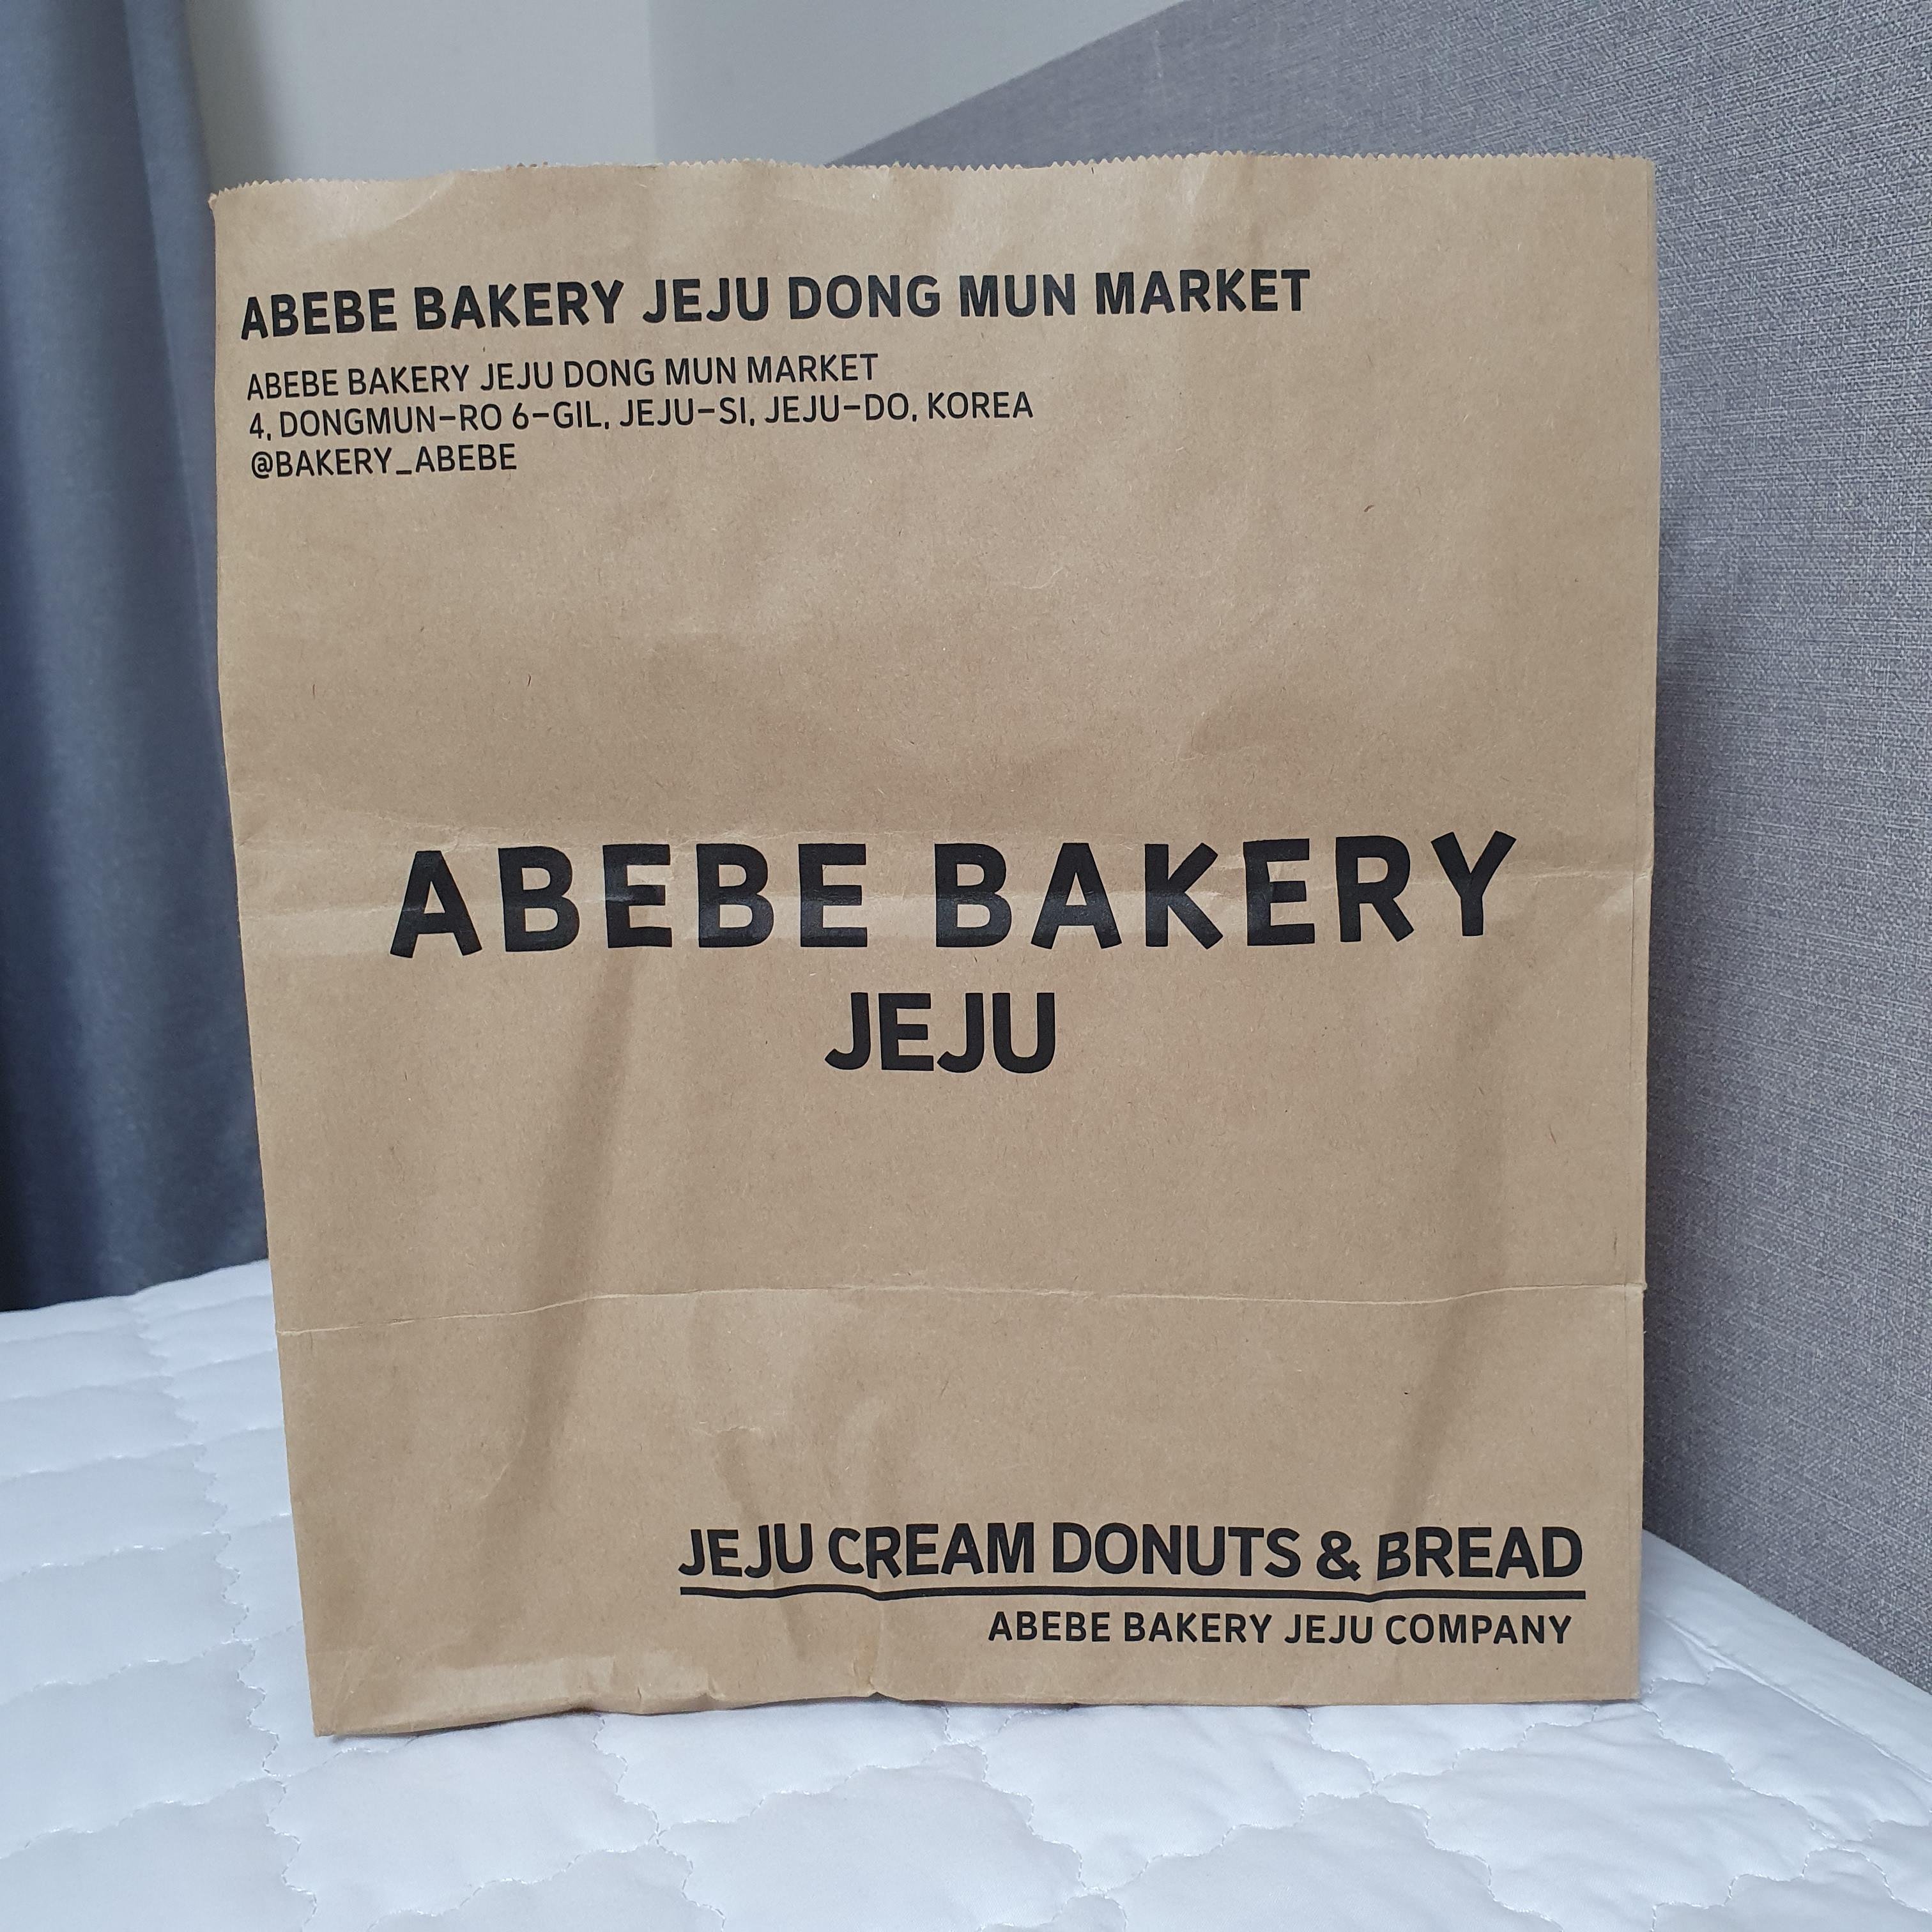 ABEBE BAKERY JEJU DONG MUN MARKET
ABEBE BAKERY JEJU DONG MUN MARKET
4, DONGMUN-RO 6-GIL, JEJU-SI, JEJU-DO, KOREA
@BAKERY_ABEBE
ABEBE BAKERY
JEJU
JEJU CREAM DONUTS & BREAD
ABEBE BAKERY JEJU COMPANY